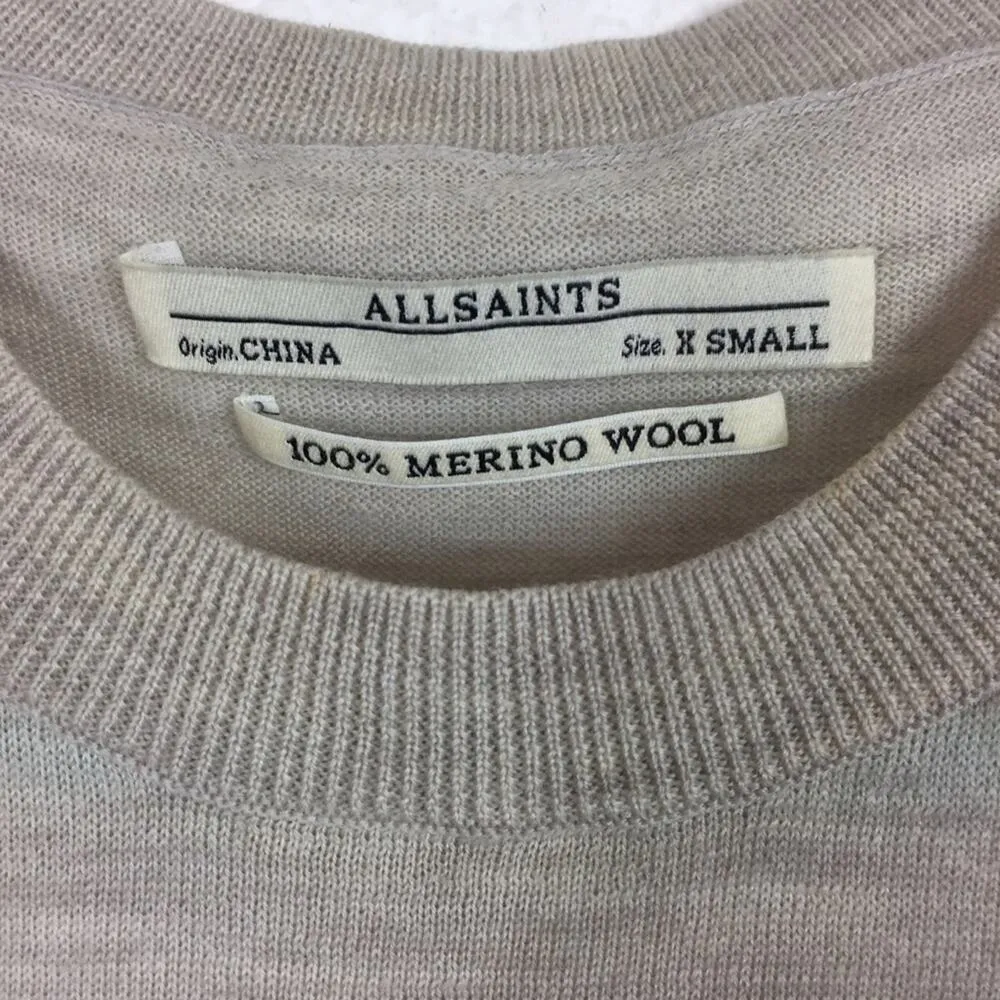 ALLSAINTS
Origin. CHINA Size. X SMALL
100% MERINO WOOL